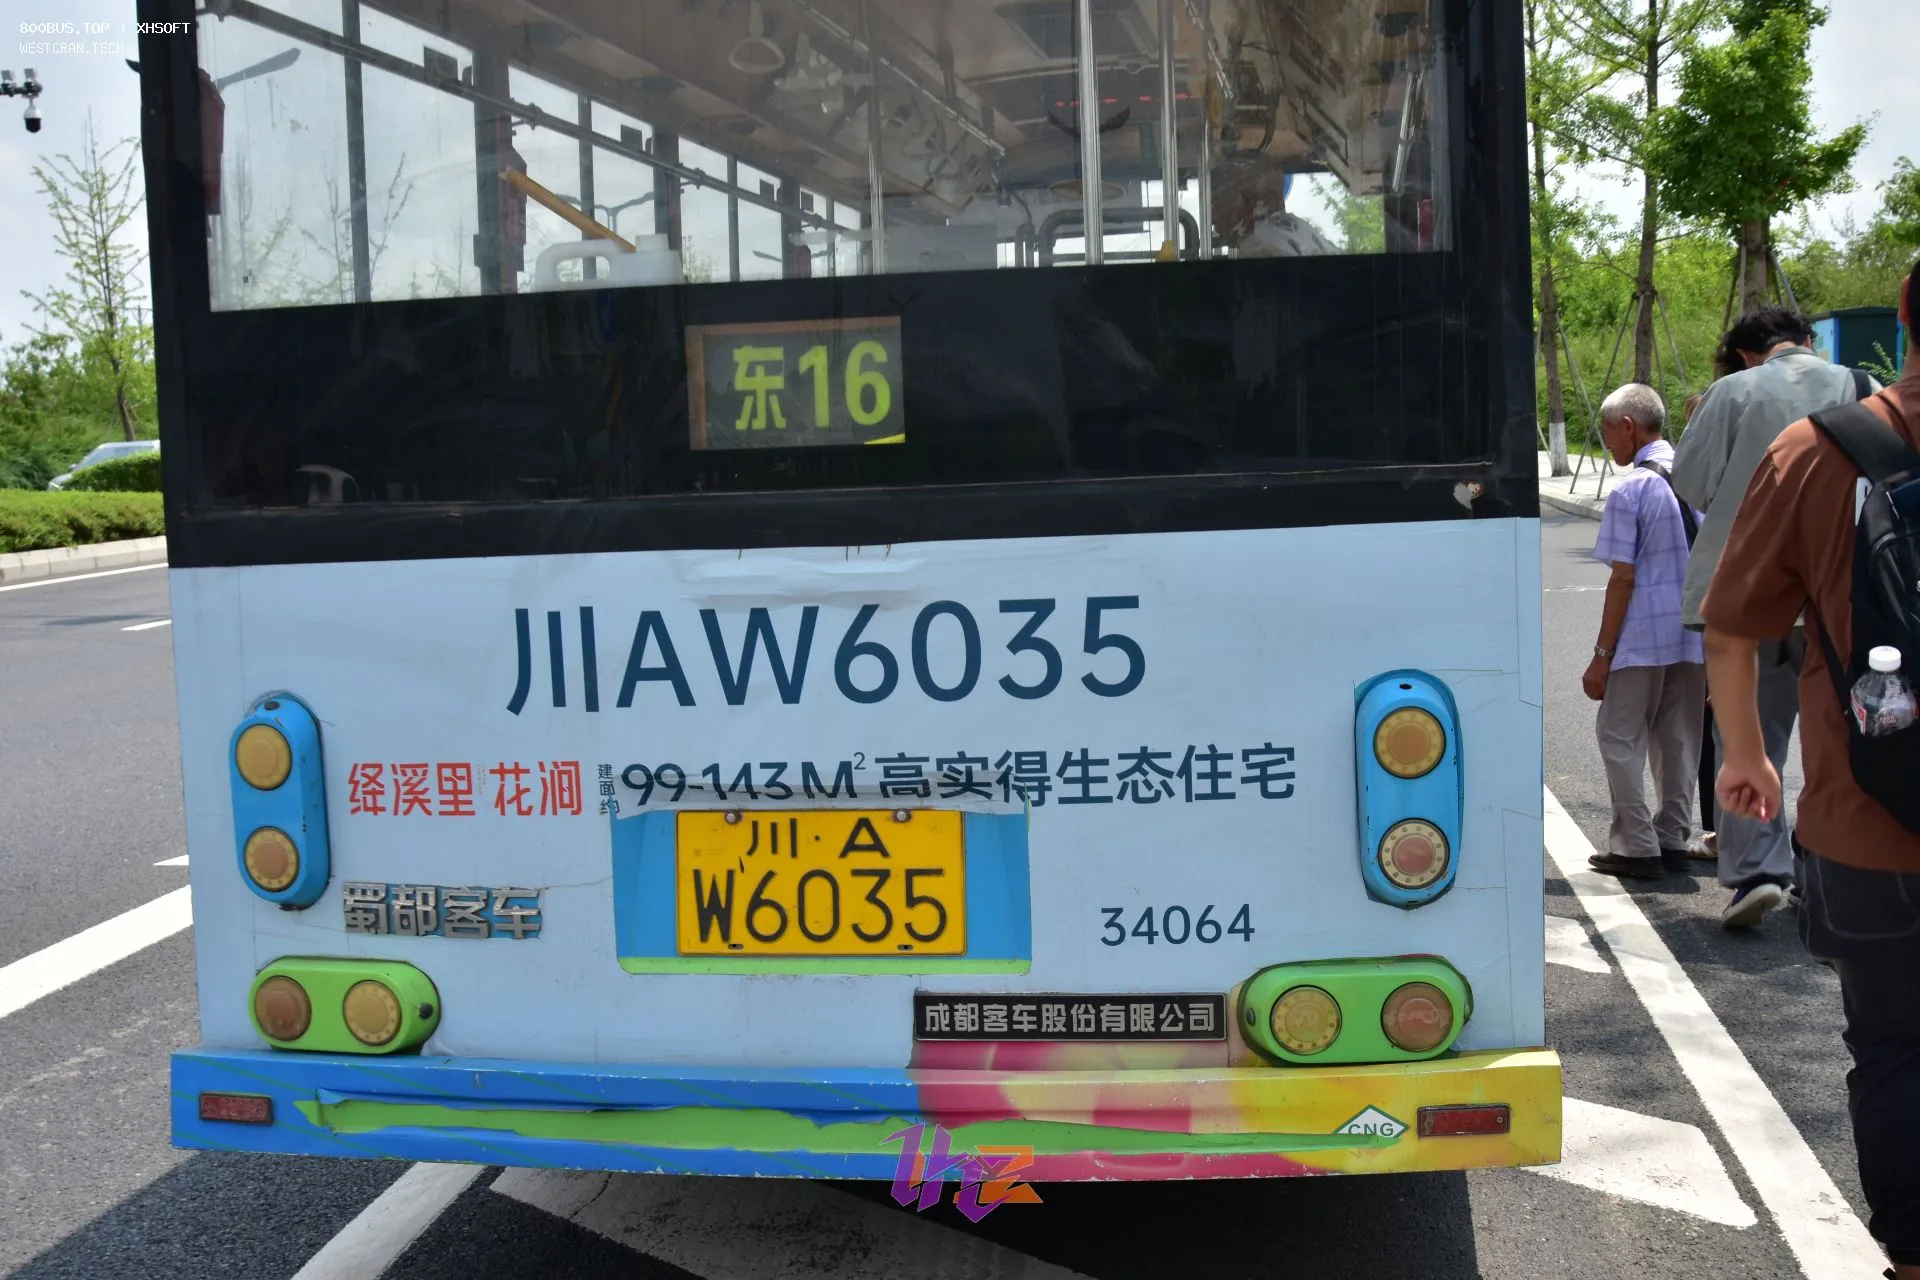 800BUS.TOP | XHSOFT
WESTCRAN.TECH
东16
川AW6035
绛溪里 花涧 建面约 99-143M² 高实得生态住宅
川·A
W6035
蜀都客车
34064
成都客车股份有限公司
CNG